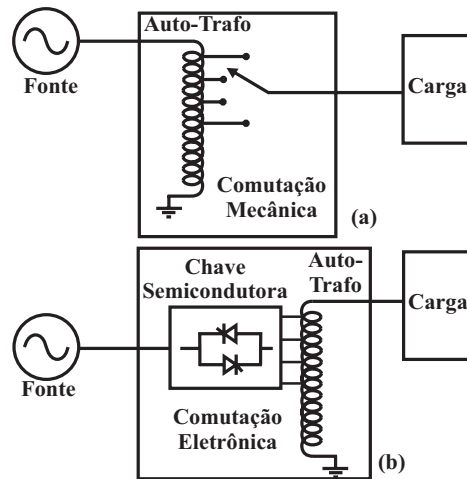 Auto-Trafo
Fonte
Carga
Comutação
Mecânica
(a)
Chave
Semicondutora
Auto-
Trafo
Carga
Fonte
Comutação
Eletrônica
(b)